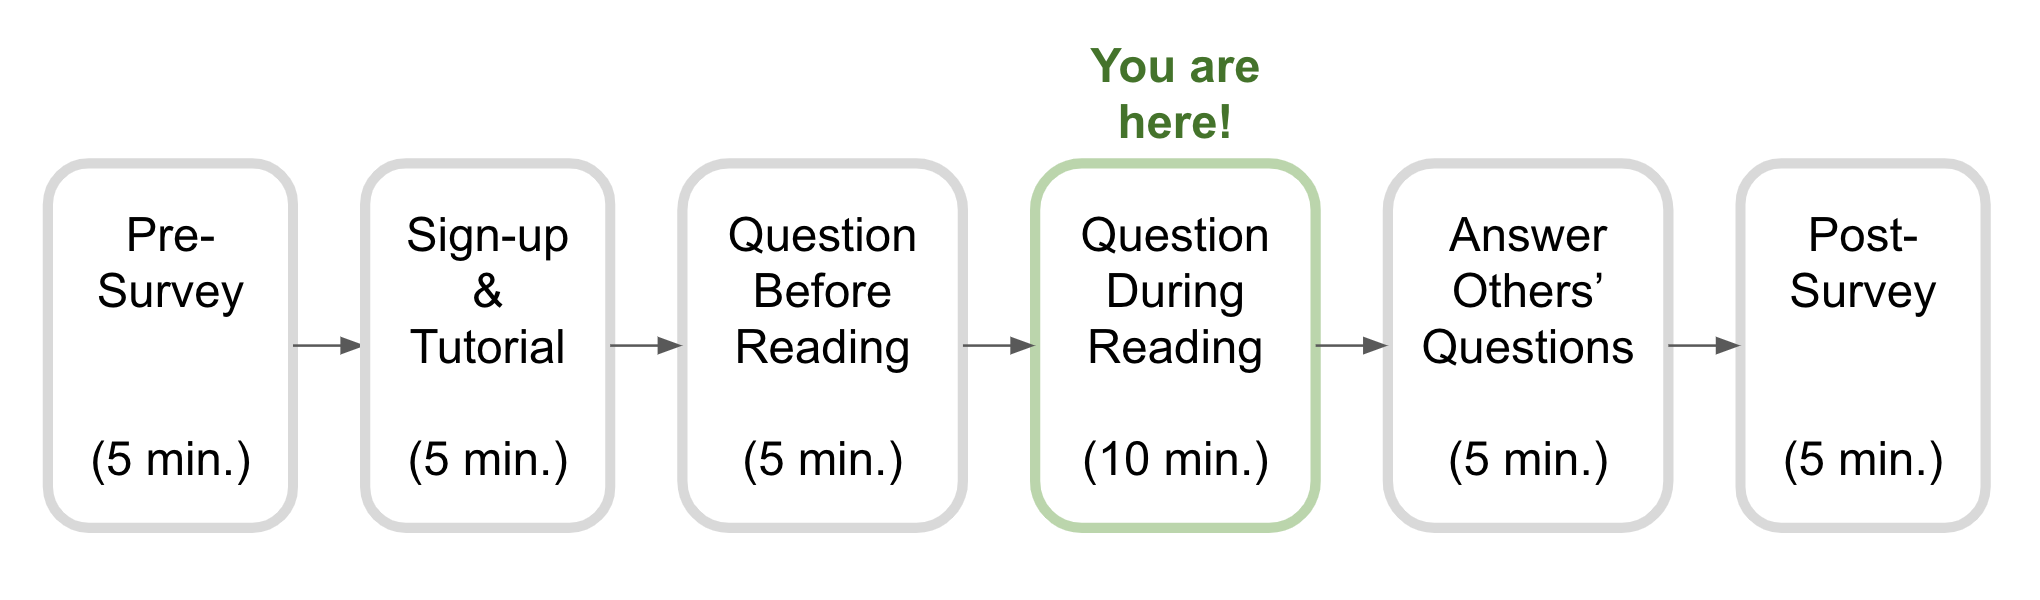 You are
here!
Pre-
Survey
(5 min.)
Sign-up
&
Tutorial
(5 min.)
Question
Before
Reading
(5 min.)
Question
During
Reading
(10 min.)
Answer
Others’
Questions
(5 min.)
Post-
Survey
(5 min.)